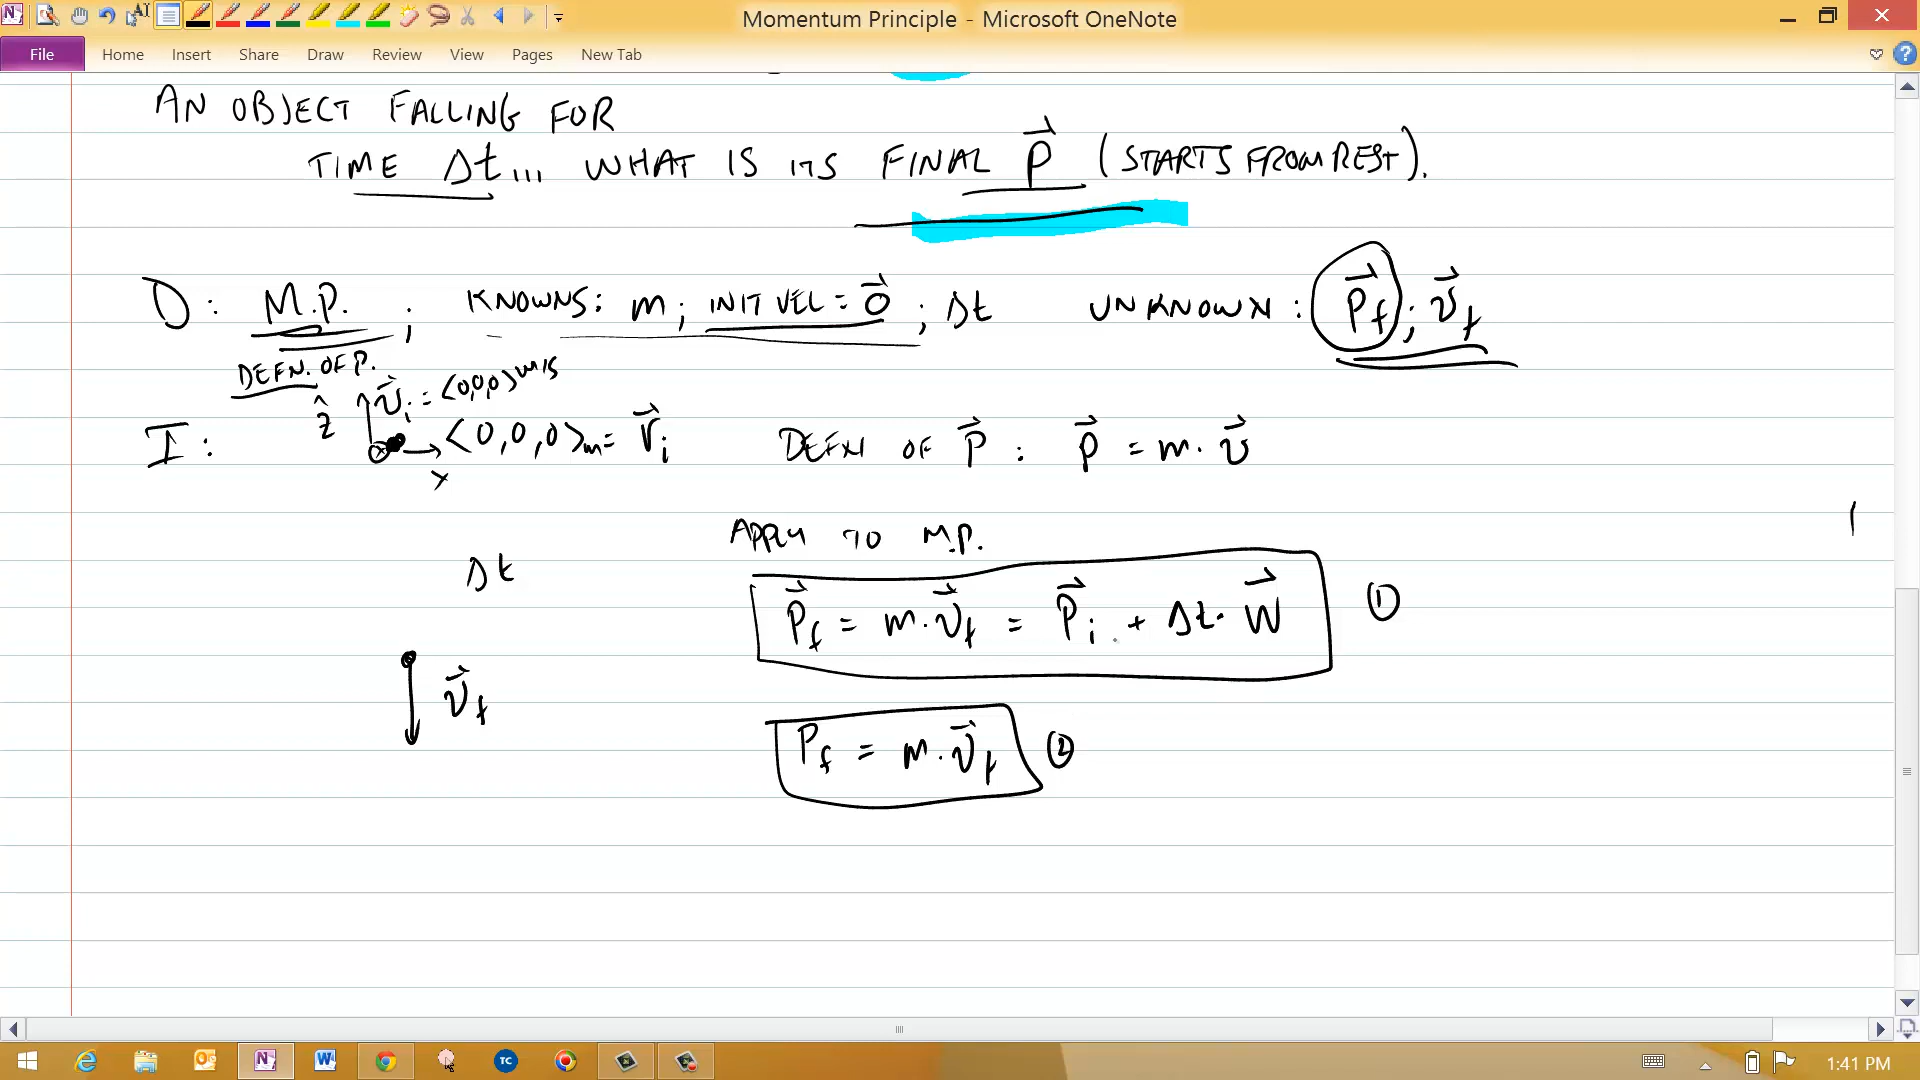 Momentum Principle - Microsoft OneNote
File Home Insert Share Draw Review View Pages New Tab
AN OBJECT FALLING FOR
TIME Δt... WHAT IS ITS FINAL P⃗ (STARTS FROM REST).
D: M.P. ; KNOWNS: m; INIT VEL = 0⃗ ; Δt UNKNOWN: P⃗f ; v⃗f
DEFN. OF P.
ẑ v⃗i = <0,0,0> m/s
I: <0,0,0>m = r⃗i DEFN OF P⃗ : P⃗ = m · v⃗
x
APPLY TO M.P.
Δt
P⃗f = m · v⃗f = P⃗i + Δt · W⃗ ①
v⃗f
Pf = m · v⃗f ②
TC
1:41 PM